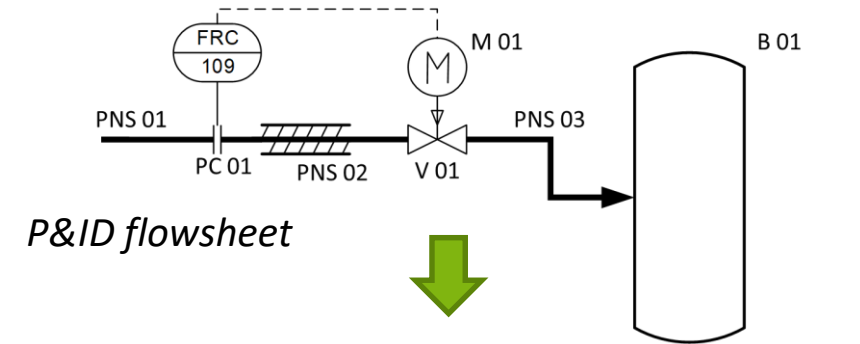 FRC
109
M 01
M
B 01
PNS 01
PNS 03
PC 01
PNS 02
V 01
P&ID flowsheet